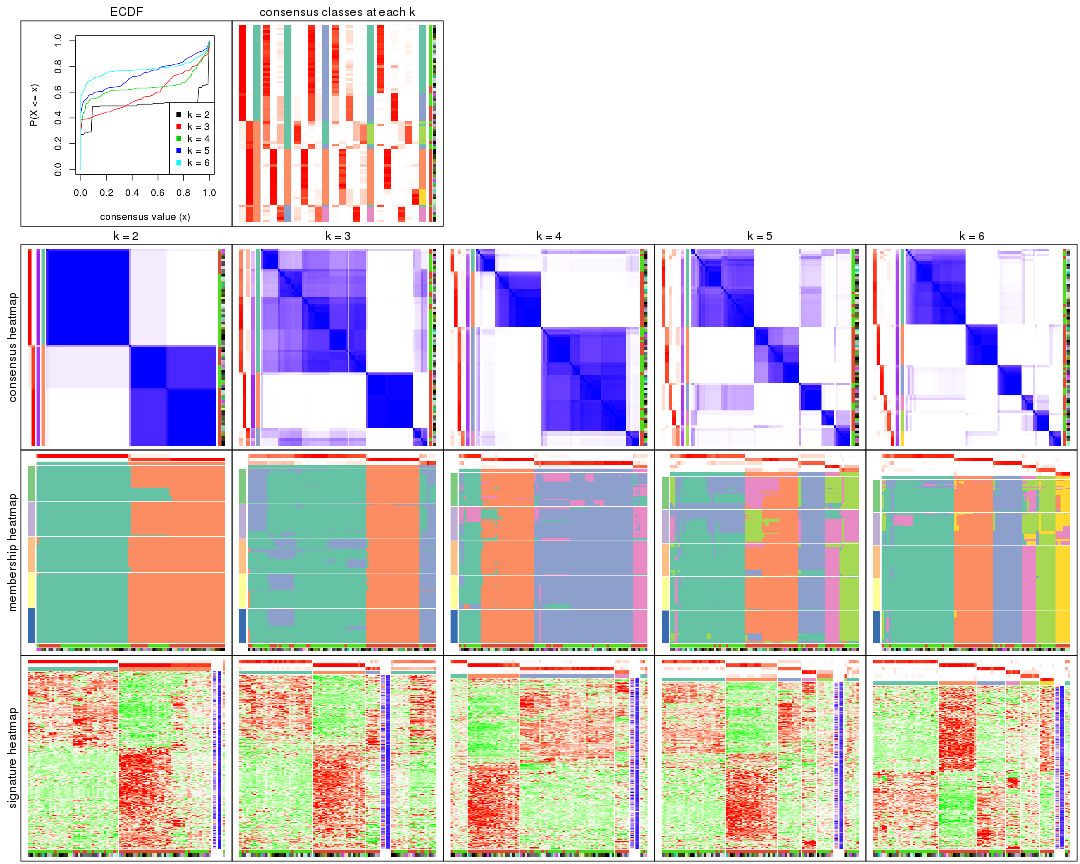 ECDF
consensus classes at each k
P(X <= x)
0.0 0.2 0.4 0.6 0.8 1.0
k = 2
k = 3
k = 4
k = 5
k = 6
0.0 0.2 0.4 0.6 0.8 1.0
consensus value (x)
k = 2 k = 3 k = 4 k = 5 k = 6
consensus heatmap
membership heatmap
signature heatmap